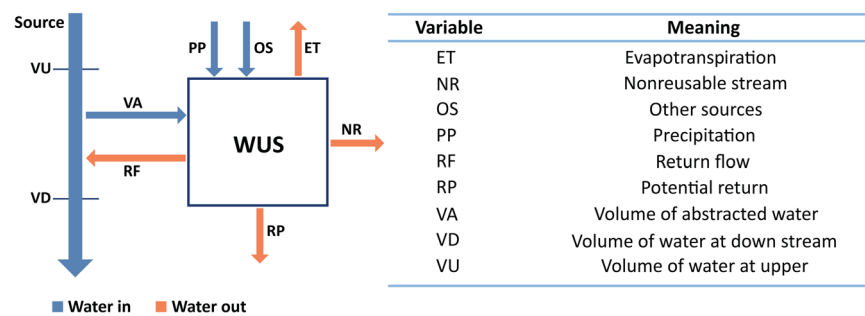 Source
VU
VD
PP
OS
ET
VA
RF
WUS
NR
RP
Water in
Water out
Variable Meaning
ET Evapotranspiration
NR Nonreusable stream
OS Other sources
PP Precipitation
RF Return flow
RP Potential return
VA Volume of abstracted water
VD Volume of water at down stream
VU Volume of water at upper